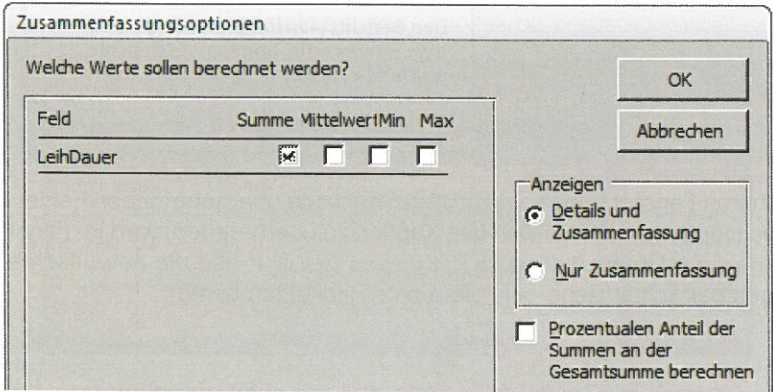 Zusammenfassungsoptionen
Welche Werte sollen berechnet werden?
Feld Summe Mittelwert Min Max
LeihDauer
OK
Abbrechen
Anzeigen
Details und
Zusammenfassung
Nur Zusammenfassung
Prozentualen Anteil der
Summen an der
Gesamtsumme berechnen